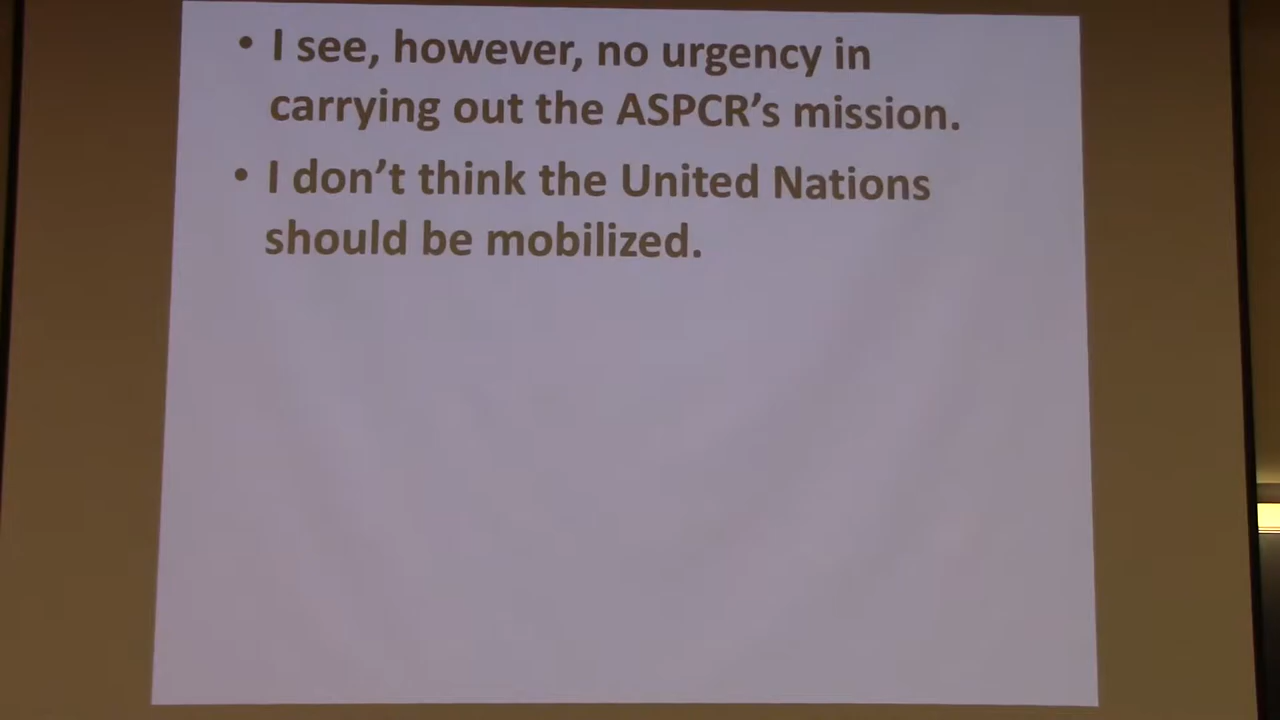 • I see, however, no urgency in
carrying out the ASPCR’s mission.
• I don’t think the United Nations
should be mobilized.